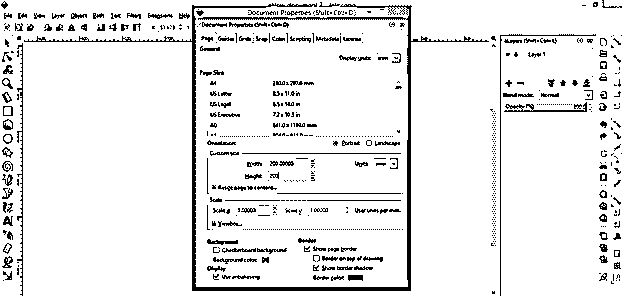 Document Properties (Shift+Ctrl+D)
File Edit View Layer Object Path Text Filters Extensions Help
Document Properties (Shift+Ctrl+D)
Page Guides Grids Snap Color Scripting Metadata License
General
Display units: mm
Page Size
A4 210.0 x 297.0 mm
US Letter 8.5 x 11.0 in
US Legal 8.5 x 14.0 in
US Executive 7.2 x 10.5 in
A0 841.0 x 1189.0 mm
Orientation: Portrait Landscape
Custom size
Width: 200.00000 Units: mm
Height: 200
Resize page to content...
Scale
Scale x: 1.00000 Scale y: 1.00000 User units per mm.
Viewbox...
Background
Checkerboard background
Background color:
Display
Use antialiasing
Border
Show page border
Border on top of drawing
Show border shadow
Border color:
Layers (Shift+Ctrl+L)
Layer 1
Blend mode: Normal
Opacity (%)